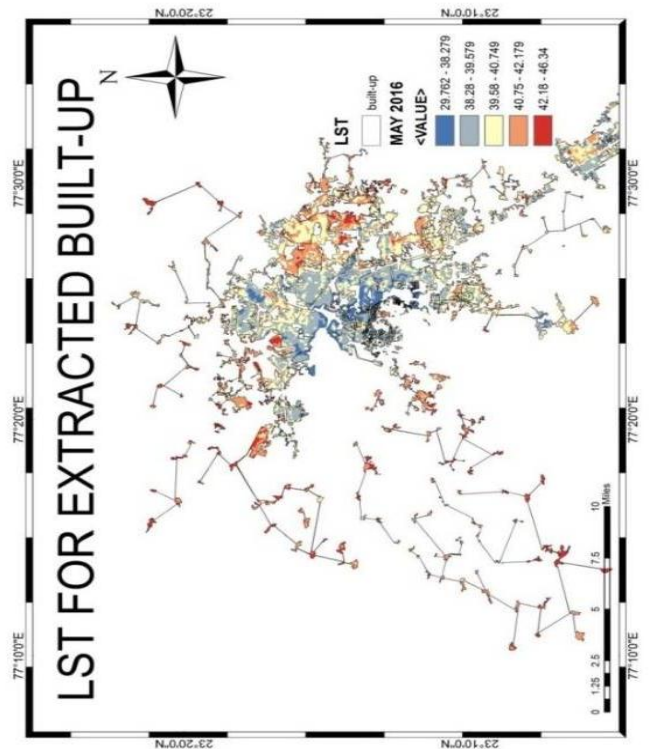 LST FOR EXTRACTED BUILT-UP
77°10'0"E
77°20'0"E
77°30'0"E
23°20'0"N
23°20'0"N
23°10'0"N
23°10'0"N
N
LST
built-up
MAY 2016
<VALUE>
29.762 - 38.279
38.28 - 39.579
39.58 - 40.749
40.75 - 42.179
42.18 - 46.34
0 1.25 2.5 5 7.5 10
Miles
77°10'0"E
77°20'0"E
77°30'0"E